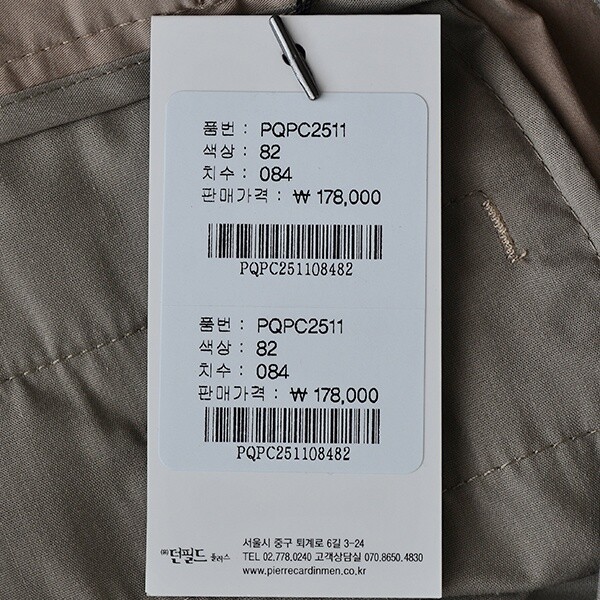 품번 : PQPC2511
색상 : 82
치수 : 084
판매가격 : ₩ 178,000
PQPC251108482
품번 : PQPC2511
색상 : 82
치수 : 084
판매가격 : ₩ 178,000
PQPC251108482
서울시 중구 퇴계로 6길 3-24
㈜던필드 플러스 TEL 02.778.0240 고객상담실 070.8650.4830
www.pierrecardinmen.co.kr